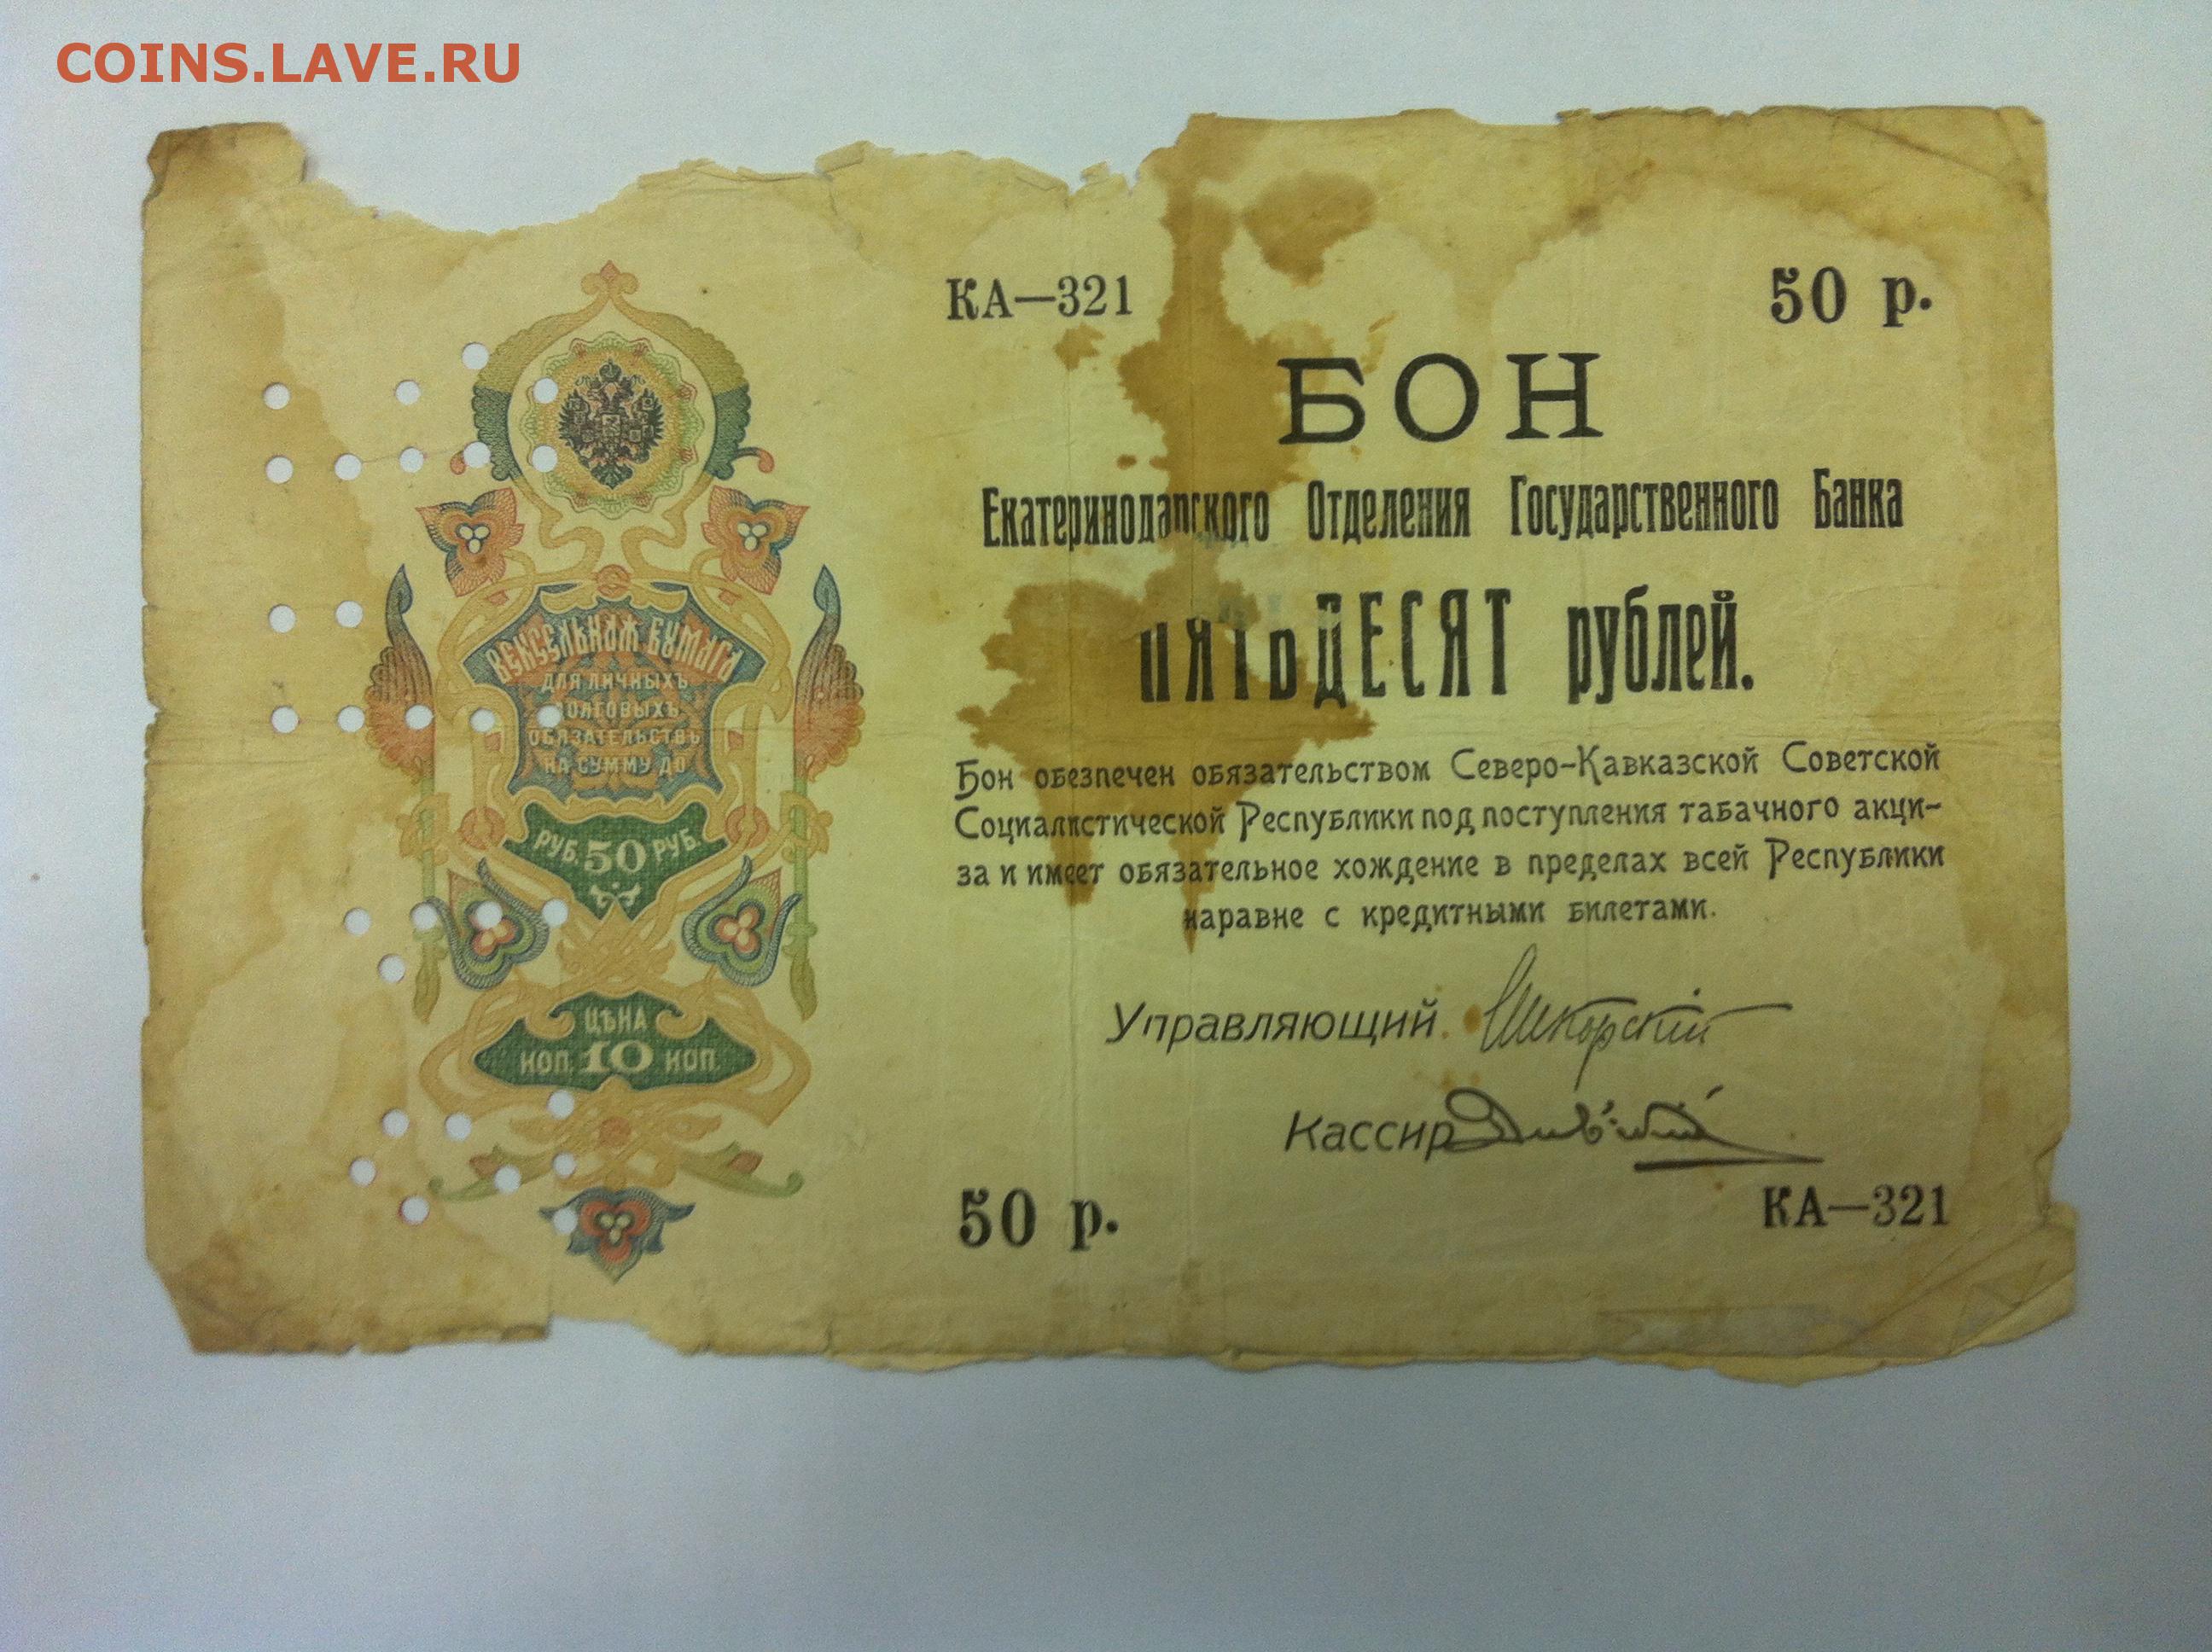 COINS.LAVE.RU
КА—321
50 р.
БОН
Екатеринодарского Отделения Государственного Банка
ПЯТЬДЕСЯТ рублей.
Бон обезпечен обязательством Северо-Кавказской Советской
Социалистической Республики под поступления табачного акци-
за и имеет обязательное хождение в пределах всей Республики
наравне с кредитными билетами.
Управляющий
Кассир
50 р.
КА—321
ВЕКСЕЛЬНАЯ БУМАГА
ДЛЯ ЛИЧНЫХЪ
ДОЛГОВЫХЪ
ОБЯЗАТЕЛЬСТВЪ
НА СУММУ ДО
РУБ. 50 РУБ.
ЦѢНА
КОП. 10 КОП.